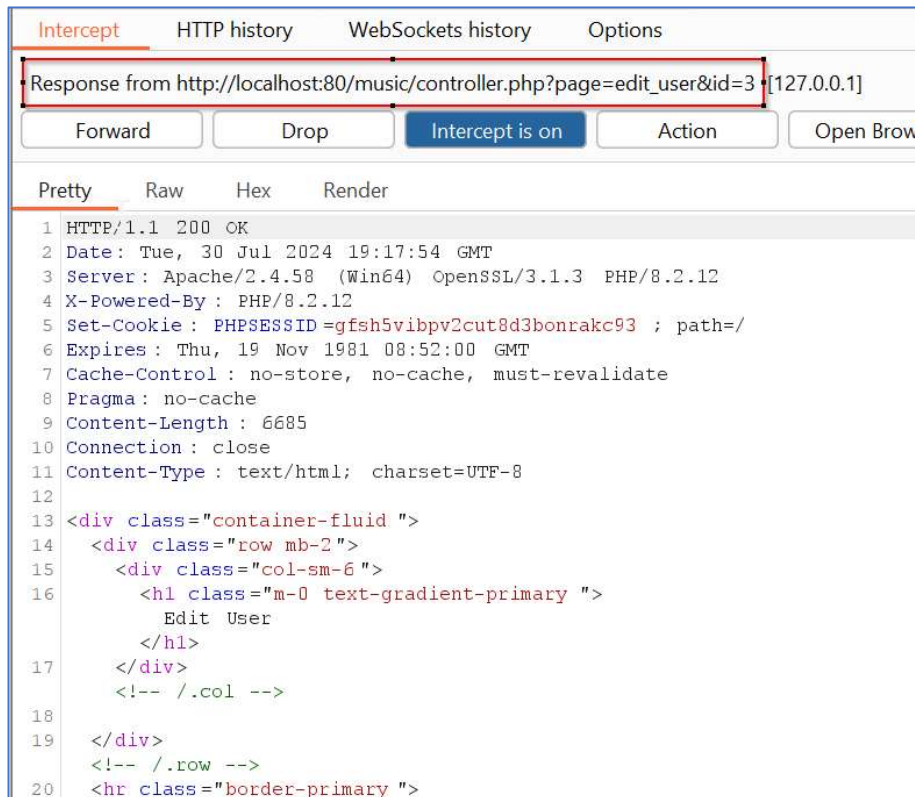 Intercept HTTP history WebSockets history Options
Response from http://localhost:80/music/controller.php?page=edit_user&id=3 [127.0.0.1]
Forward Drop Intercept is on Action Open Brow
Pretty Raw Hex Render
1 HTTP/1.1 200 OK
2 Date: Tue, 30 Jul 2024 19:17:54 GMT
3 Server: Apache/2.4.58 (Win64) OpenSSL/3.1.3 PHP/8.2.12
4 X-Powered-By: PHP/8.2.12
5 Set-Cookie: PHPSESSID=gfsh5vibpv2cut8d3bonrakc93 ; path=/
6 Expires: Thu, 19 Nov 1981 08:52:00 GMT
7 Cache-Control: no-store, no-cache, must-revalidate
8 Pragma: no-cache
9 Content-Length: 6685
10 Connection: close
11 Content-Type: text/html; charset=UTF-8
12
13 <div class="container-fluid">
14 <div class="row mb-2">
15 <div class="col-sm-6">
16 <h1 class="m-0 text-gradient-primary">
Edit User
</h1>
17 </div>
<!-- /.col -->
18
19 </div>
<!-- /.row -->
20 <hr class="border-primary">